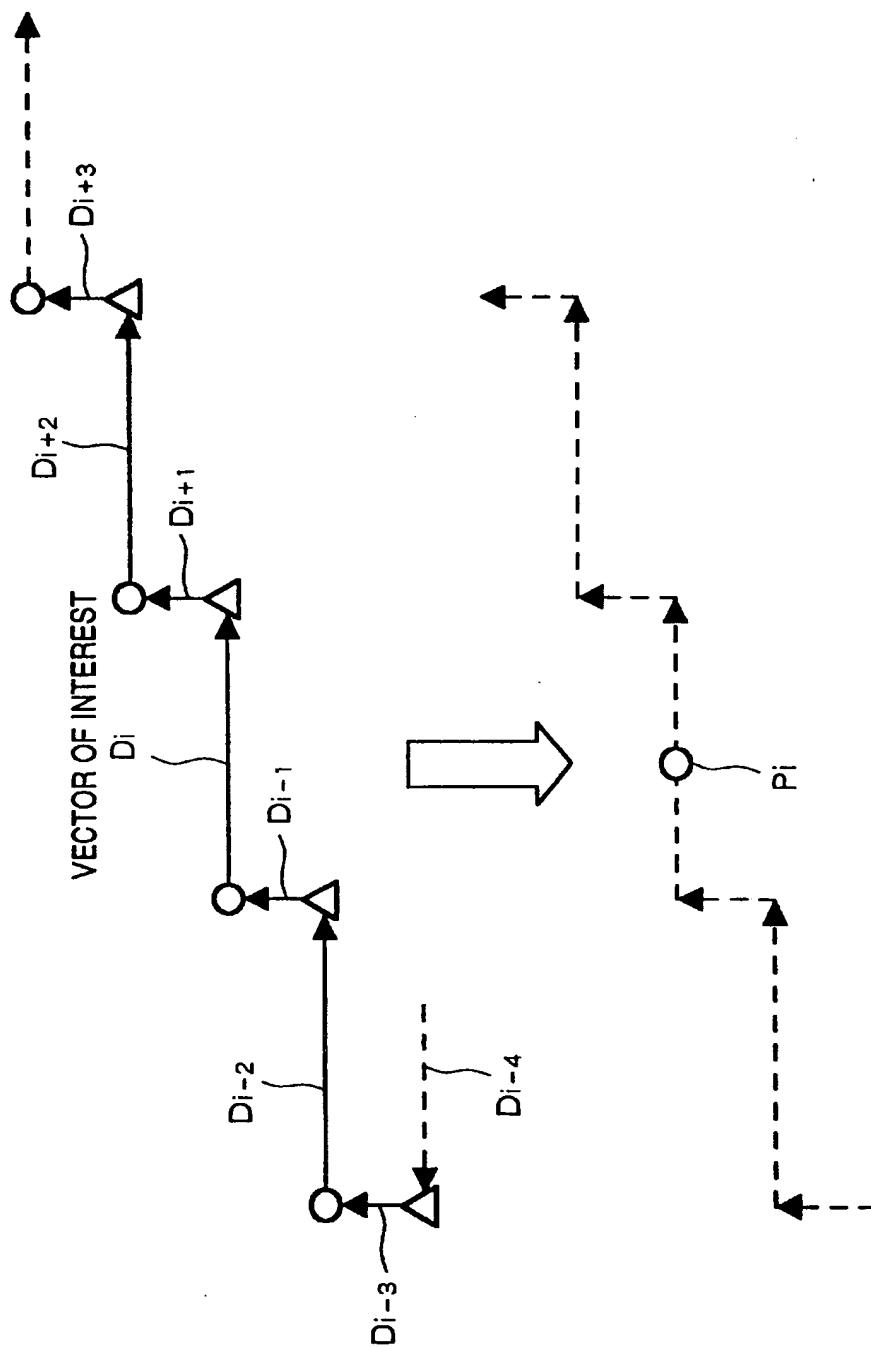 Di+3
Di+2
Di+1
VECTOR OF INTEREST
Di
Di-1
Di-2
Di-4
Di-3
Pi